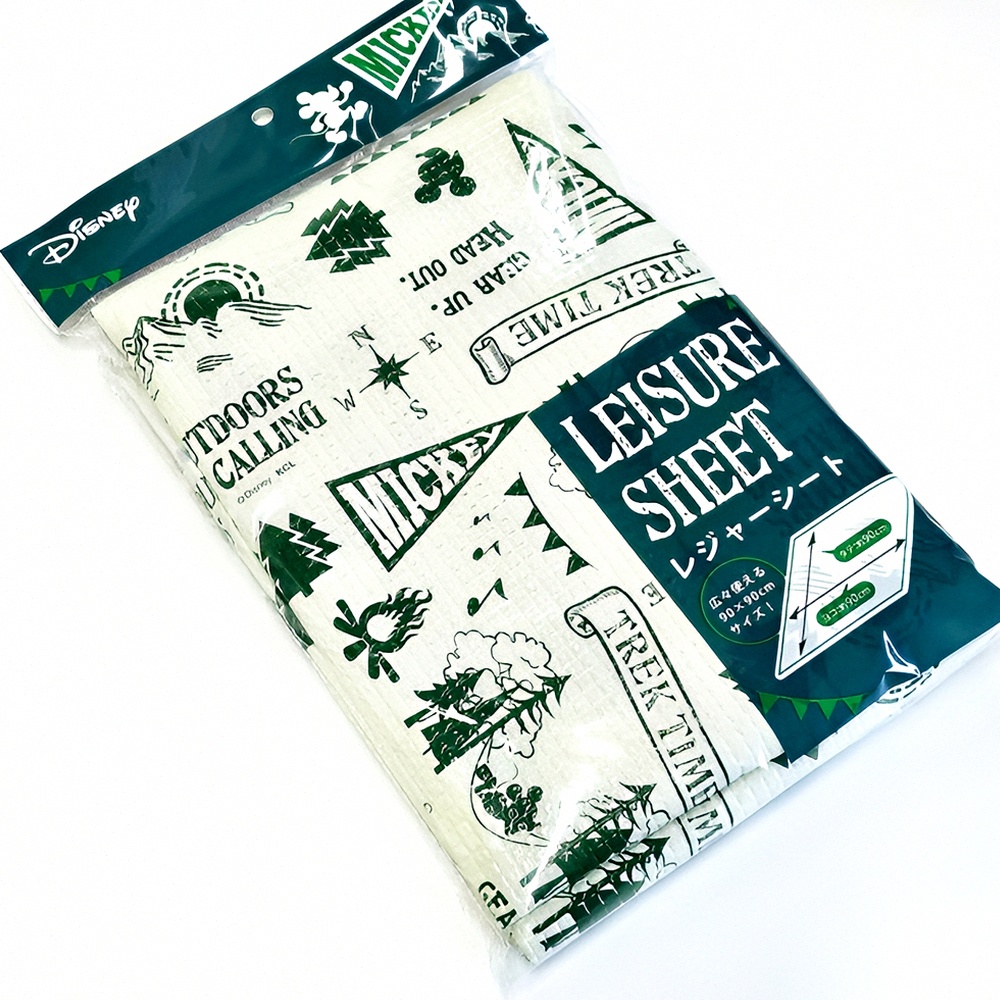 MICKEY
Disney
HEAD OUT.
GEAR UP.
TREK TIME
N
E
W
S
OUTDOORS
CALLING
©Disney KCL
MICKEY
LEISURE
SHEET
レジャーシート
タテ:約90cm
ヨコ:約90cm
広々使える
90×90cm
サイズ！
E
TREK TIME